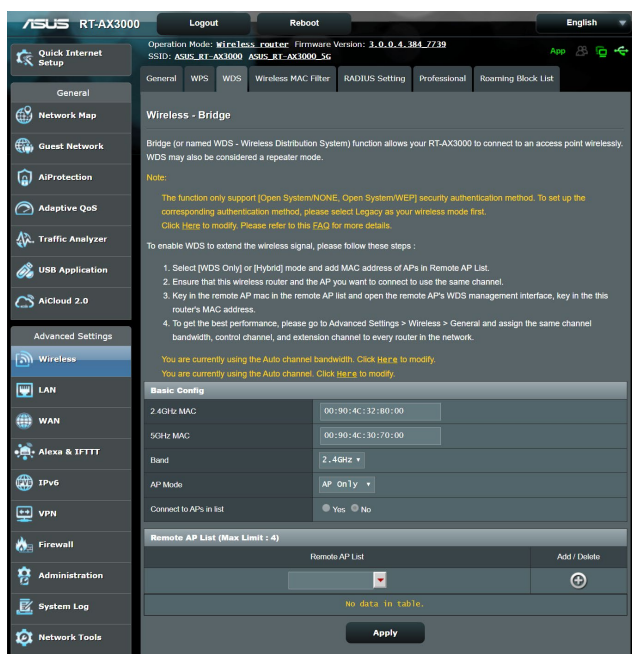 ASUS RT-AX3000
Logout
Reboot
English
Quick Internet
Setup
General
Network Map
Guest Network
AiProtection
Adaptive QoS
Traffic Analyzer
USB Application
AiCloud 2.0
Advanced Settings
Wireless
LAN
WAN
Alexa & IFTTT
IPv6
VPN
Firewall
Administration
System Log
Network Tools
Operation Mode: Wireless router Firmware Version: 3.0.0.4.384_7739
SSID: ASUS_RT-AX3000 ASUS_RT-AX3000_5G
App
General
WPS
WDS
Wireless MAC Filter
RADIUS Setting
Professional
Roaming Block List
Wireless - Bridge
Bridge (or named WDS - Wireless Distribution System) function allows your RT-AX3000 to connect to an access point wirelessly.
WDS may also be considered a repeater mode.
Note:
The function only support [Open System/NONE, Open System/WEP] security authentication method. To set up the
corresponding authentication method, please select Legacy as your wireless mode first.
Click Here to modify. Please refer to this FAQ for more details.
To enable WDS to extend the wireless signal, please follow these steps :
1. Select [WDS Only] or [Hybrid] mode and add MAC address of APs in Remote AP List.
2. Ensure that this wireless router and the AP you want to connect to use the same channel.
3. Key in the remote AP mac in the remote AP list and open the remote AP's WDS management interface, key in the this
router's MAC address.
4. To get the best performance, please go to Advanced Settings > Wireless > General and assign the same channel
bandwidth, control channel, and extension channel to every router in the network.
You are currently using the Auto channel bandwidth. Click Here to modify.
You are currently using the Auto channel. Click Here to modify.
Basic Config
2.4GHz MAC
00:90:4C:32:80:00
5GHz MAC
00:90:4C:30:70:00
Band
2.4GHz
AP Mode
AP Only
Connect to APs in list
Yes No
Remote AP List (Max Limit : 4)
Remote AP List
Add / Delete
No data in table.
Apply